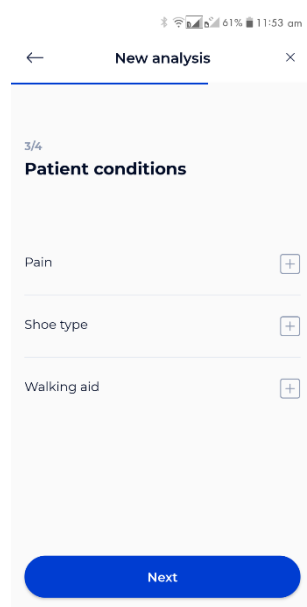 61% 11:53 am
New analysis
3/4
Patient conditions
Pain
Shoe type
Walking aid
Next